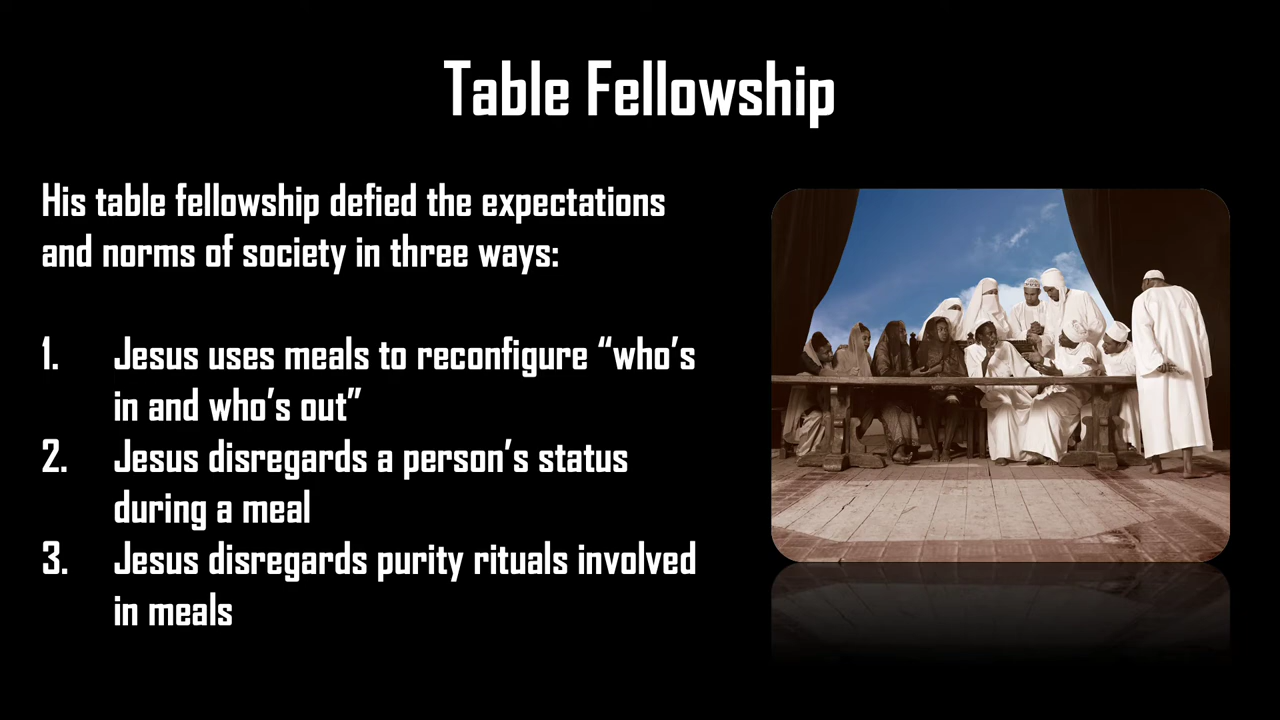 Table Fellowship
His table fellowship defied the expectations
and norms of society in three ways:
1. Jesus uses meals to reconfigure “who’s
in and who’s out”
2. Jesus disregards a person’s status
during a meal
3. Jesus disregards purity rituals involved
in meals